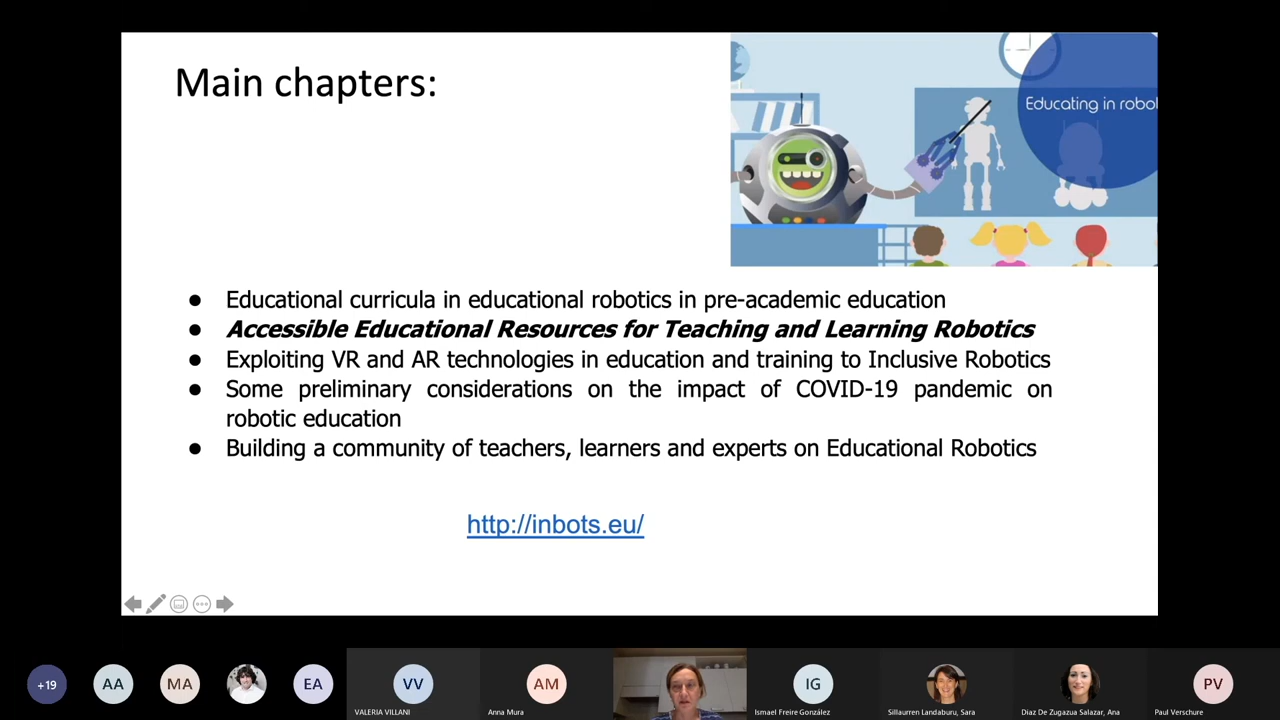 Main chapters:
Educating in robot
● Educational curricula in educational robotics in pre-academic education
● Accessible Educational Resources for Teaching and Learning Robotics
● Exploiting VR and AR technologies in education and training to Inclusive Robotics
● Some preliminary considerations on the impact of COVID-19 pandemic on
robotic education
● Building a community of teachers, learners and experts on Educational Robotics
http://inbots.eu/
+19
AA
MA
EA
VV
AM
IG
PV
VALERIA VILLANI
Anna Mura
Ismael Freire González
Sillaurren Landaburu, Sara
Díaz De Zugazua Salazar, Ana
Paul Verschure